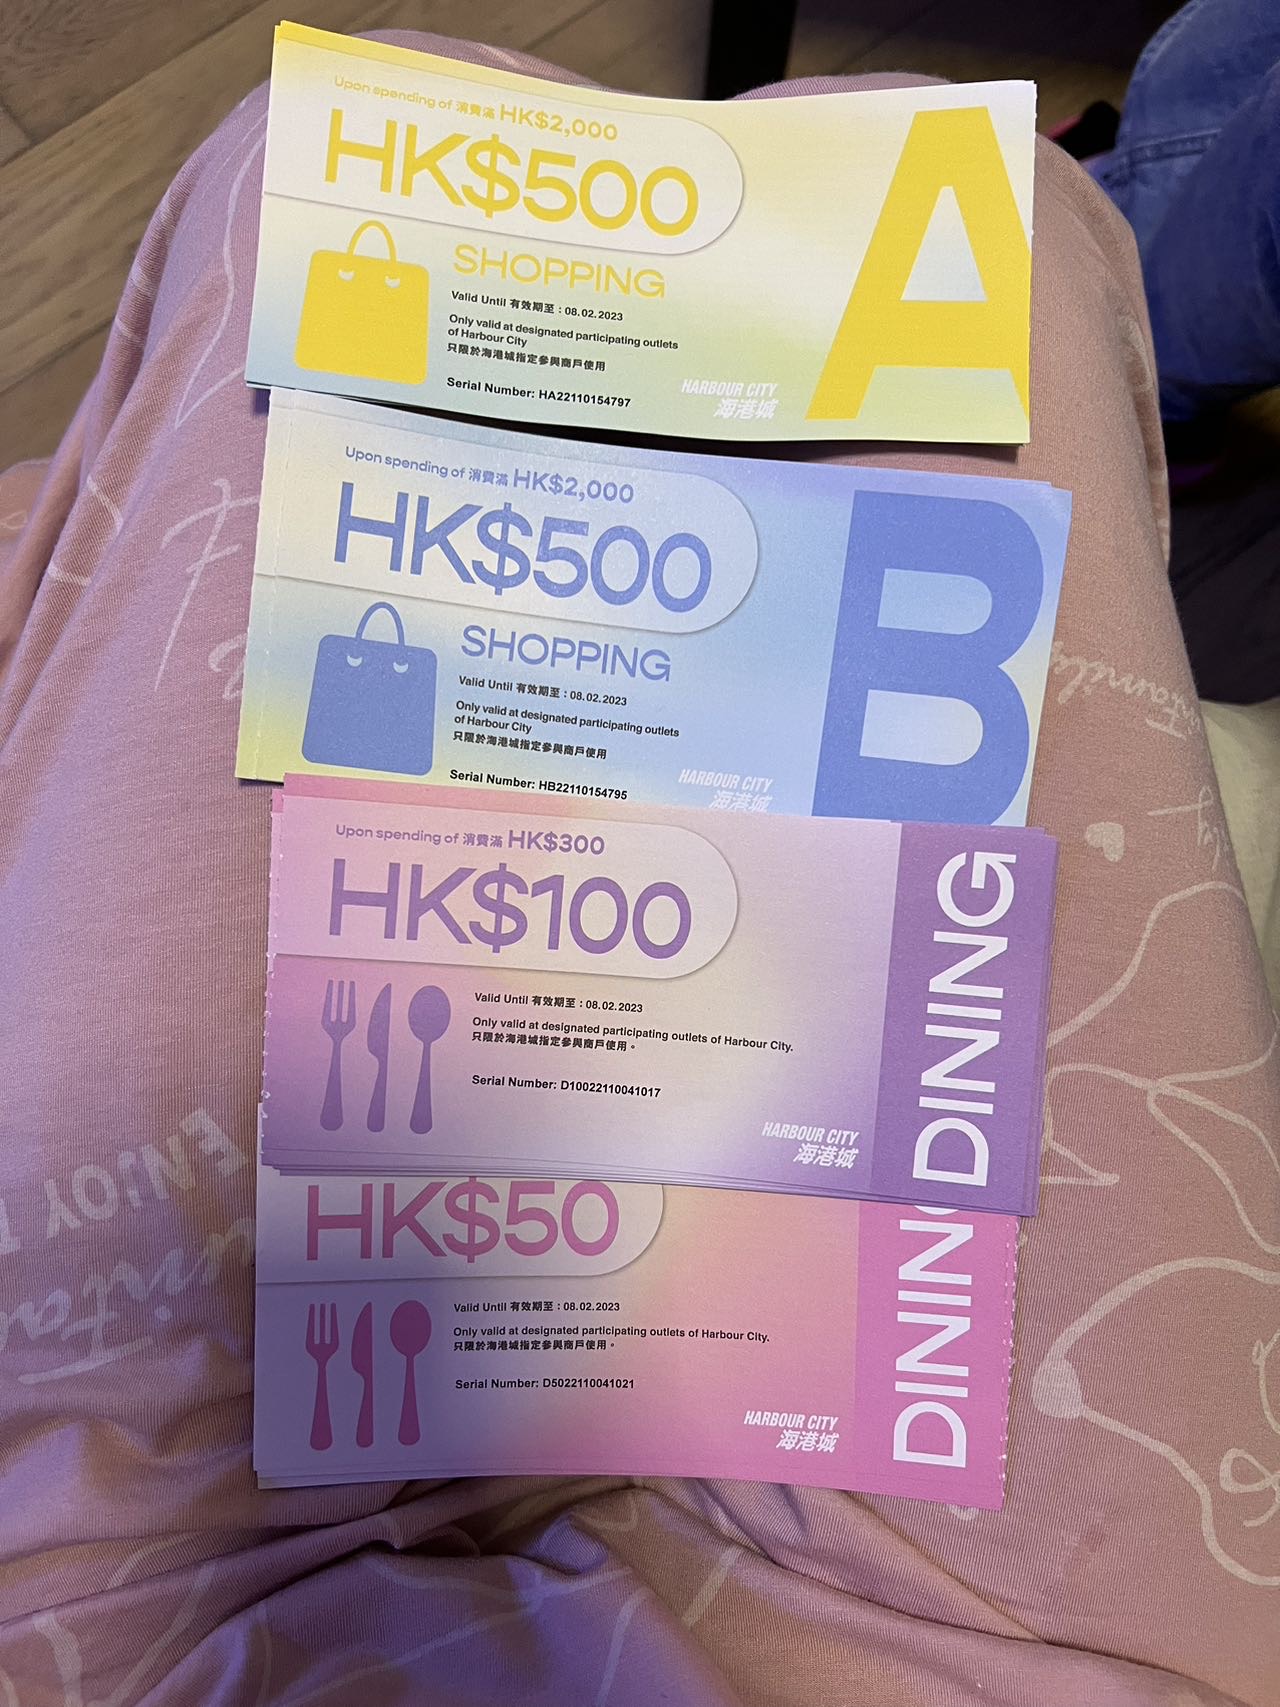 Upon spending of 消費滿 HK$2,000
HK$500
SHOPPING
Valid Until 有效期至：08.02.2023
Only valid at designated participating outlets
of Harbour City
只限於海港城指定參與商戶使用
Serial Number: HA22110154797
HARBOUR CITY
海港城
A
Upon spending of 消費滿 HK$2,000
HK$500
SHOPPING
Valid Until 有效期至：08.02.2023
Only valid at designated participating outlets
of Harbour City
只限於海港城指定參與商戶使用
Serial Number: HB22110154795
HARBOUR CITY
海港城
B
Upon spending of 消費滿 HK$300
HK$100
Valid Until 有效期至：08.02.2023
Only valid at designated participating outlets of Harbour City.
只限於海港城指定參與商戶使用。
Serial Number: D10022110041017
HARBOUR CITY
海港城
DINING
HK$50
Valid Until 有效期至：08.02.2023
Only valid at designated participating outlets of Harbour City.
只限於海港城指定參與商戶使用。
Serial Number: D5022110041021
HARBOUR CITY
海港城
DINING
ENJOY